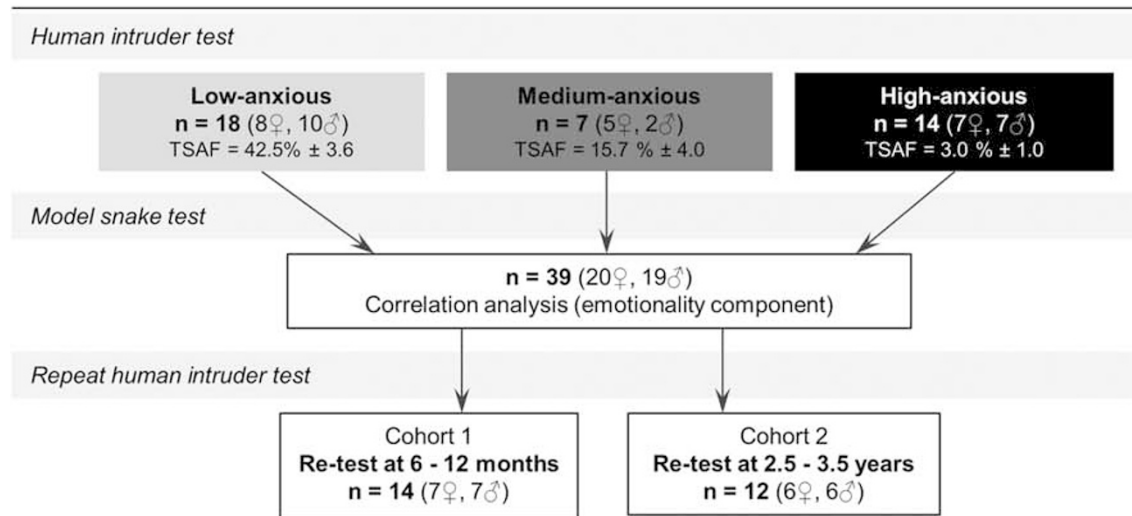 Human intruder test
Low-anxious
n = 18 (8♀, 10♂)
TSAF = 42.5% ± 3.6
Medium-anxious
n = 7 (5♀, 2♂)
TSAF = 15.7 % ± 4.0
High-anxious
n = 14 (7♀, 7♂)
TSAF = 3.0 % ± 1.0
Model snake test
n = 39 (20♀, 19♂)
Correlation analysis (emotionality component)
Repeat human intruder test
Cohort 1
Re-test at 6 - 12 months
n = 14 (7♀, 7♂)
Cohort 2
Re-test at 2.5 - 3.5 years
n = 12 (6♀, 6♂)